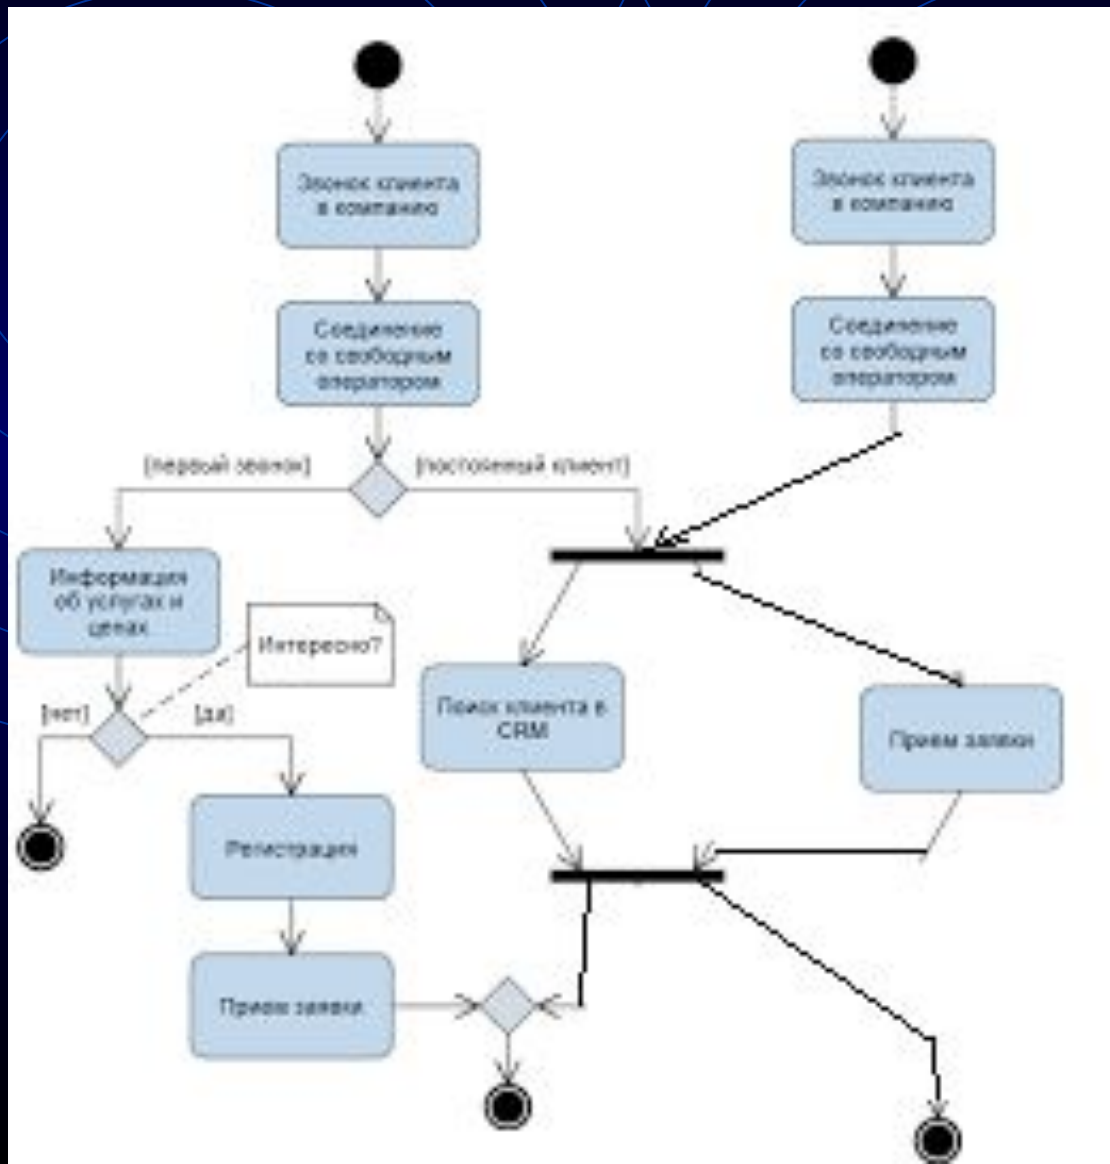 Звонок клиента
в компанию
Звонок клиента
в компанию
Соединение
со свободным
оператором
Соединение
со свободным
оператором
[первый звонок]
[постоянный клиент]
Информация
об услугах и
ценах
Интересно?
[нет]
[да]
Поиск клиента в
CRM
Прием заявки
Регистрация
Прием заявки